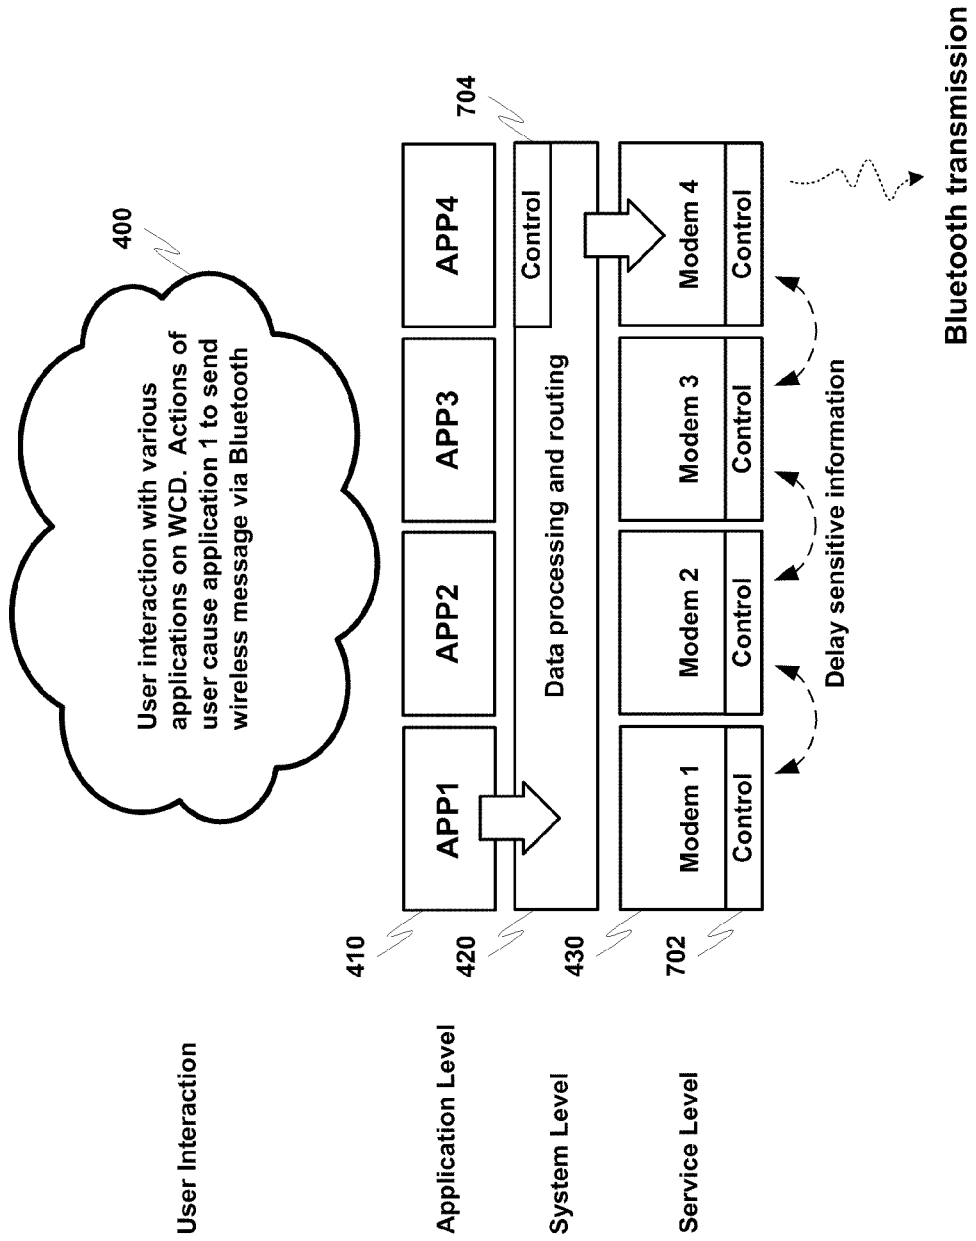 User Interaction
400
User interaction with various
applications on WCD. Actions of
user cause application 1 to send
wireless message via Bluetooth
Application Level
410
APP1
APP2
APP3
APP4
704
System Level
420
Control
Data processing and routing
Service Level
430
Modem 1
Modem 2
Modem 3
Modem 4
702
Control
Control
Control
Control
Delay sensitive information
Bluetooth transmission